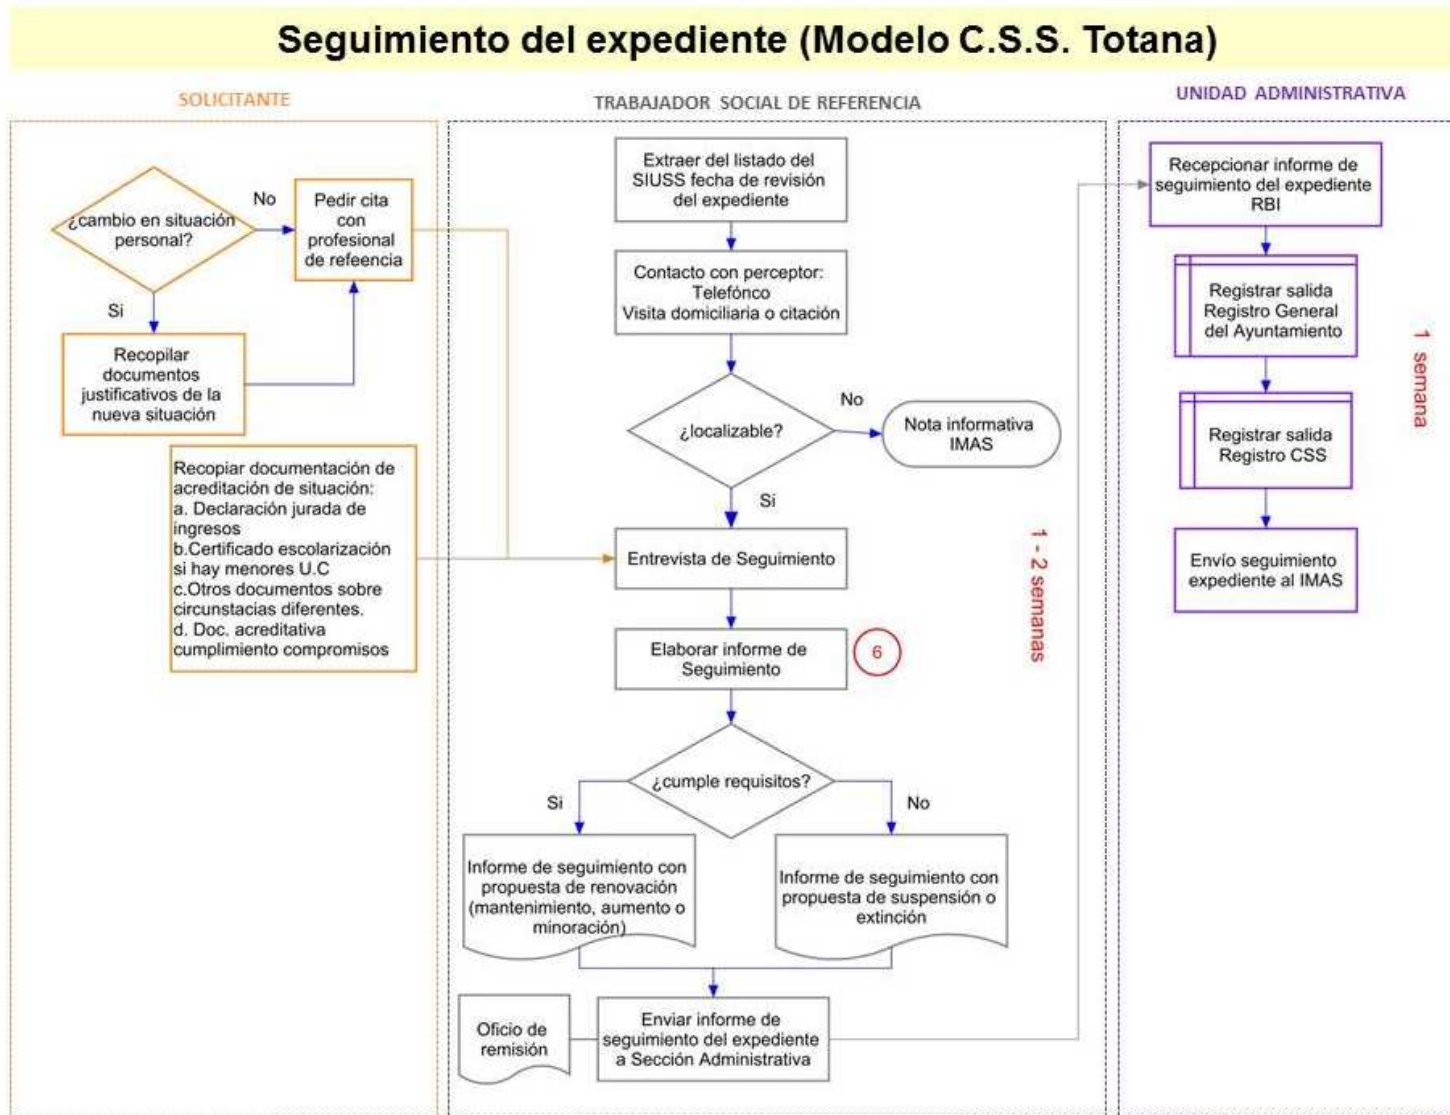 Seguimiento del expediente (Modelo C.S.S. Totana)
SOLICITANTE
¿cambio en situación
personal?
No
Si
Pedir cita
con
profesional
de refeencia
Recopilar
documentos
justificativos de la
nueva situación
Recopiar documentación de
acreditación de situación:
a. Declaración jurada de
ingresos
b.Certificado escolarización
si hay menores U.C
c.Otros documentos sobre
circunstacias diferentes.
d. Doc. acreditativa
cumplimiento compromisos
TRABAJADOR SOCIAL DE REFERENCIA
Extraer del listado del
SIUSS fecha de revisión
del expediente
Contacto con perceptor:
Telefónco
Visita domiciliaria o citación
¿localizable?
No
Nota informativa
IMAS
Si
Entrevista de Seguimiento
Elaborar informe de
Seguimiento
6
1 - 2 semanas
¿cumple requisitos?
Si
No
Informe de seguimiento con
propuesta de renovación
(mantenimiento, aumento o
minoración)
Informe de seguimiento con
propuesta de suspensión o
extinción
Oficio de
remisión
Enviar informe de
seguimiento del expediente
a Sección Administrativa
UNIDAD ADMINISTRATIVA
Recepcionar informe de
seguimiento del expediente
RBI
Registrar salida
Registro General
del Ayuntamiento
Registrar salida
Registro CSS
Envío seguimiento
expediente al IMAS
1 semana